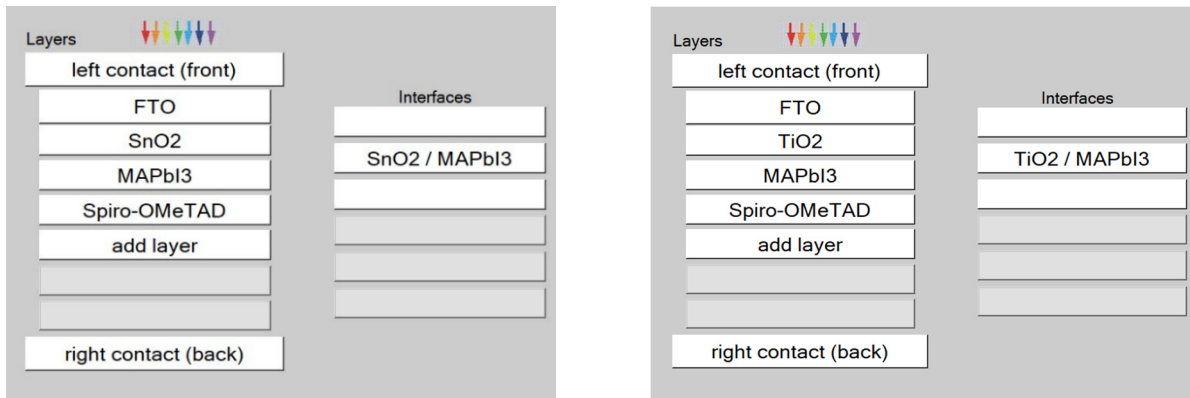 Layers
left contact (front)
FTO
SnO2
MAPbI3
Spiro-OMeTAD
add layer
right contact (back)
Interfaces
SnO2 / MAPbI3
Layers
left contact (front)
FTO
TiO2
MAPbI3
Spiro-OMeTAD
add layer
right contact (back)
Interfaces
TiO2 / MAPbI3